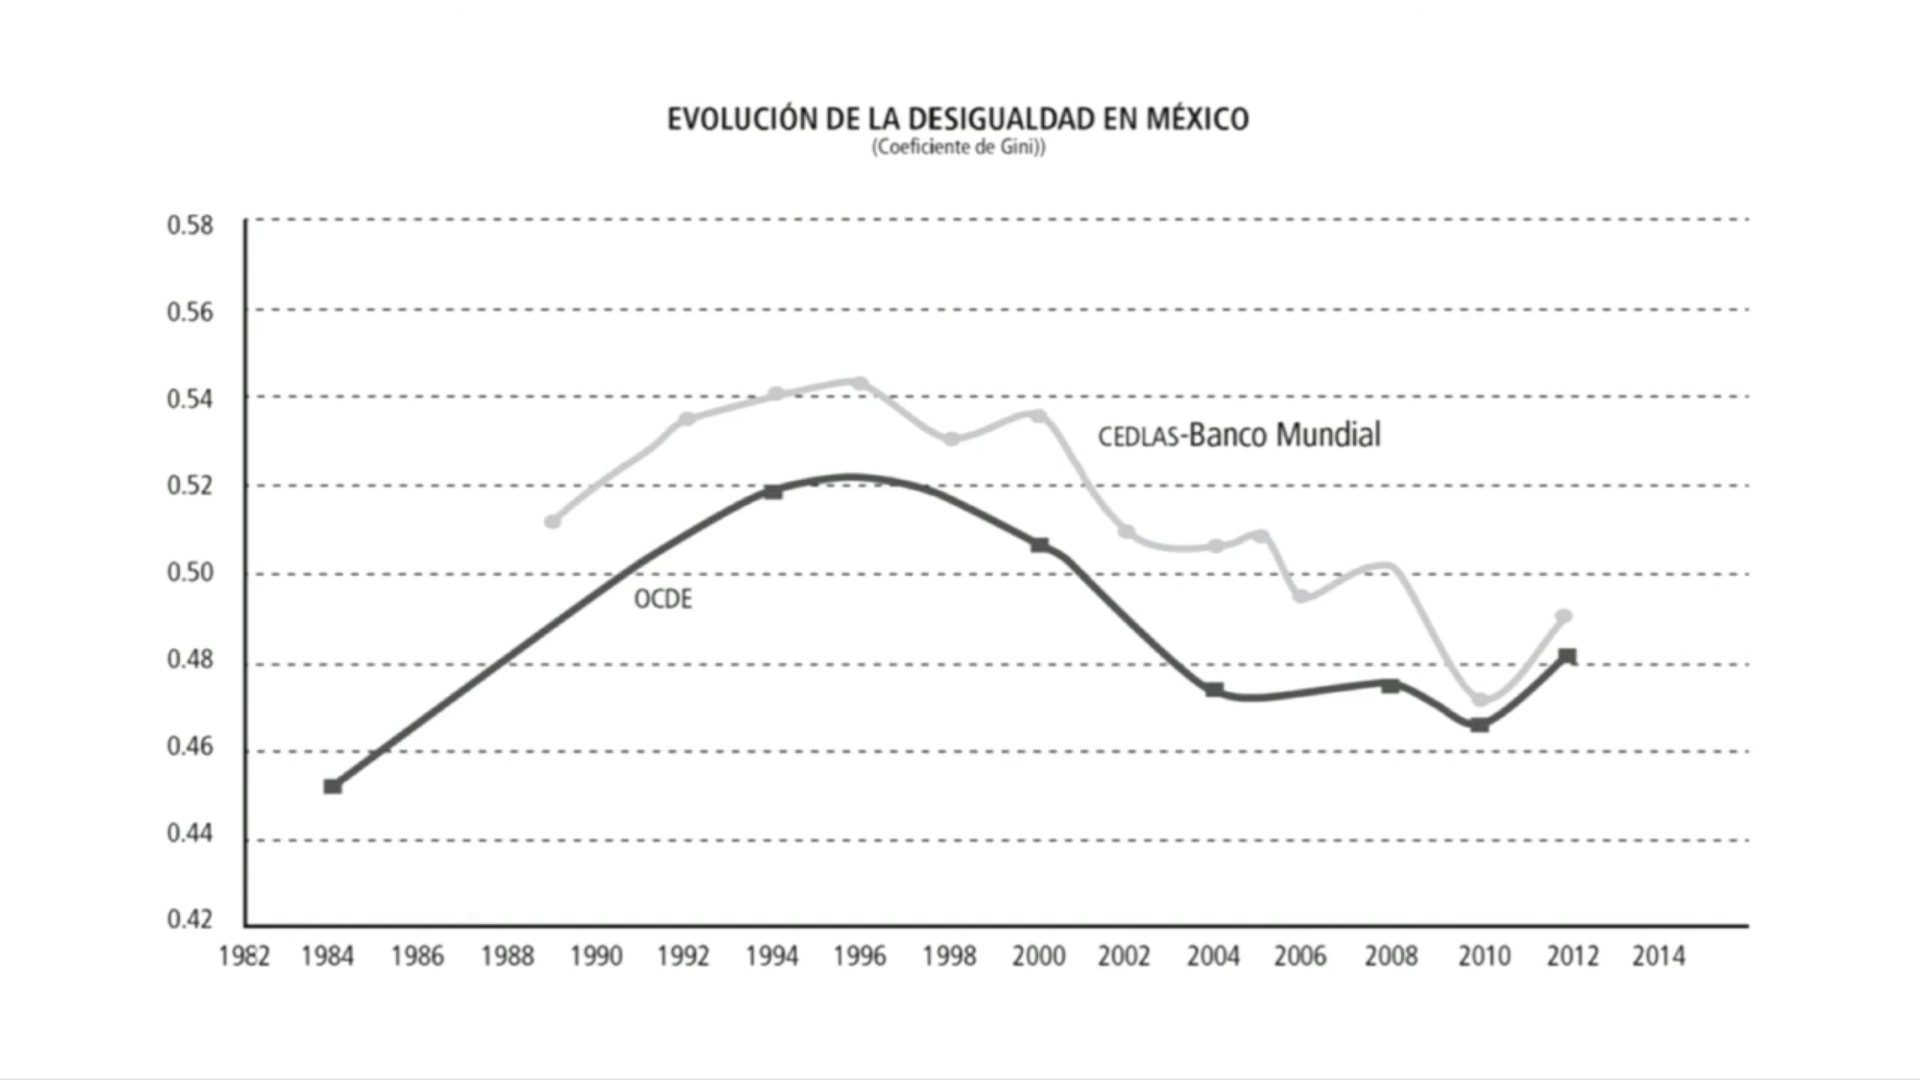 EVOLUCIÓN DE LA DESIGUALDAD EN MÉXICO
(Coeficiente de Gini))
0.58
0.56
0.54
CEDLAS-Banco Mundial
0.52
0.50
OCDE
0.48
0.46
0.44
0.42
1982 1984 1986 1988 1990 1992 1994 1996 1998 2000 2002 2004 2006 2008 2010 2012 2014